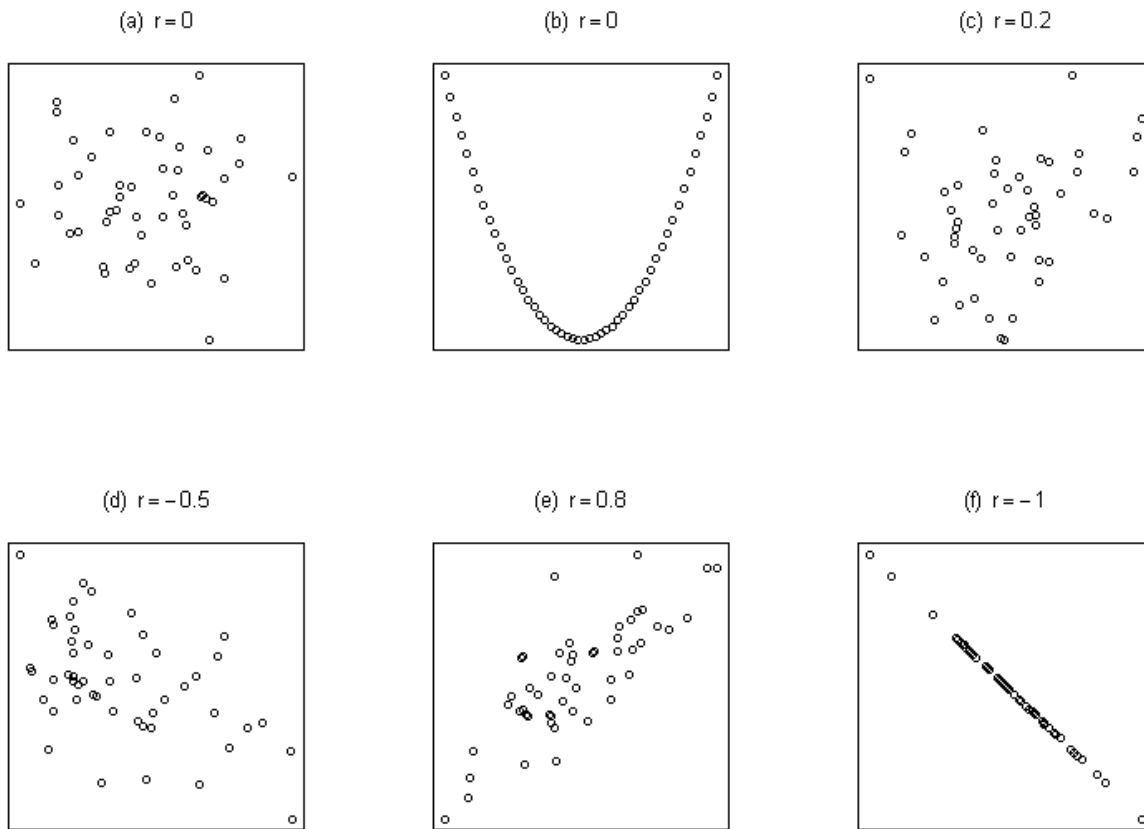 (a) r = 0
(b) r = 0
(c) r = 0.2
(d) r = −0.5
(e) r = 0.8
(f) r = −1